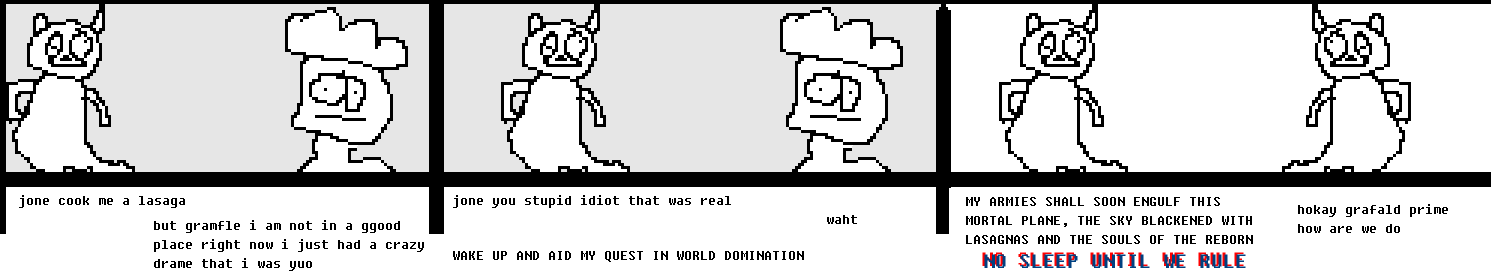 jone cook me a lasaga
but gramfle i am not in a ggood
place right now i just had a crazy
drame that i was yuo
jone you stupid idiot that was real
waht
WAKE UP AND AID MY QUEST IN WORLD DOMINATION
MY ARMIES SHALL SOON ENGULF THIS
MORTAL PLANE, THE SKY BLACKENED WITH
LASAGNAS AND THE SOULS OF THE REBORN
NO SLEEP UNTIL WE RULE
hokay grafald prime
how are we do